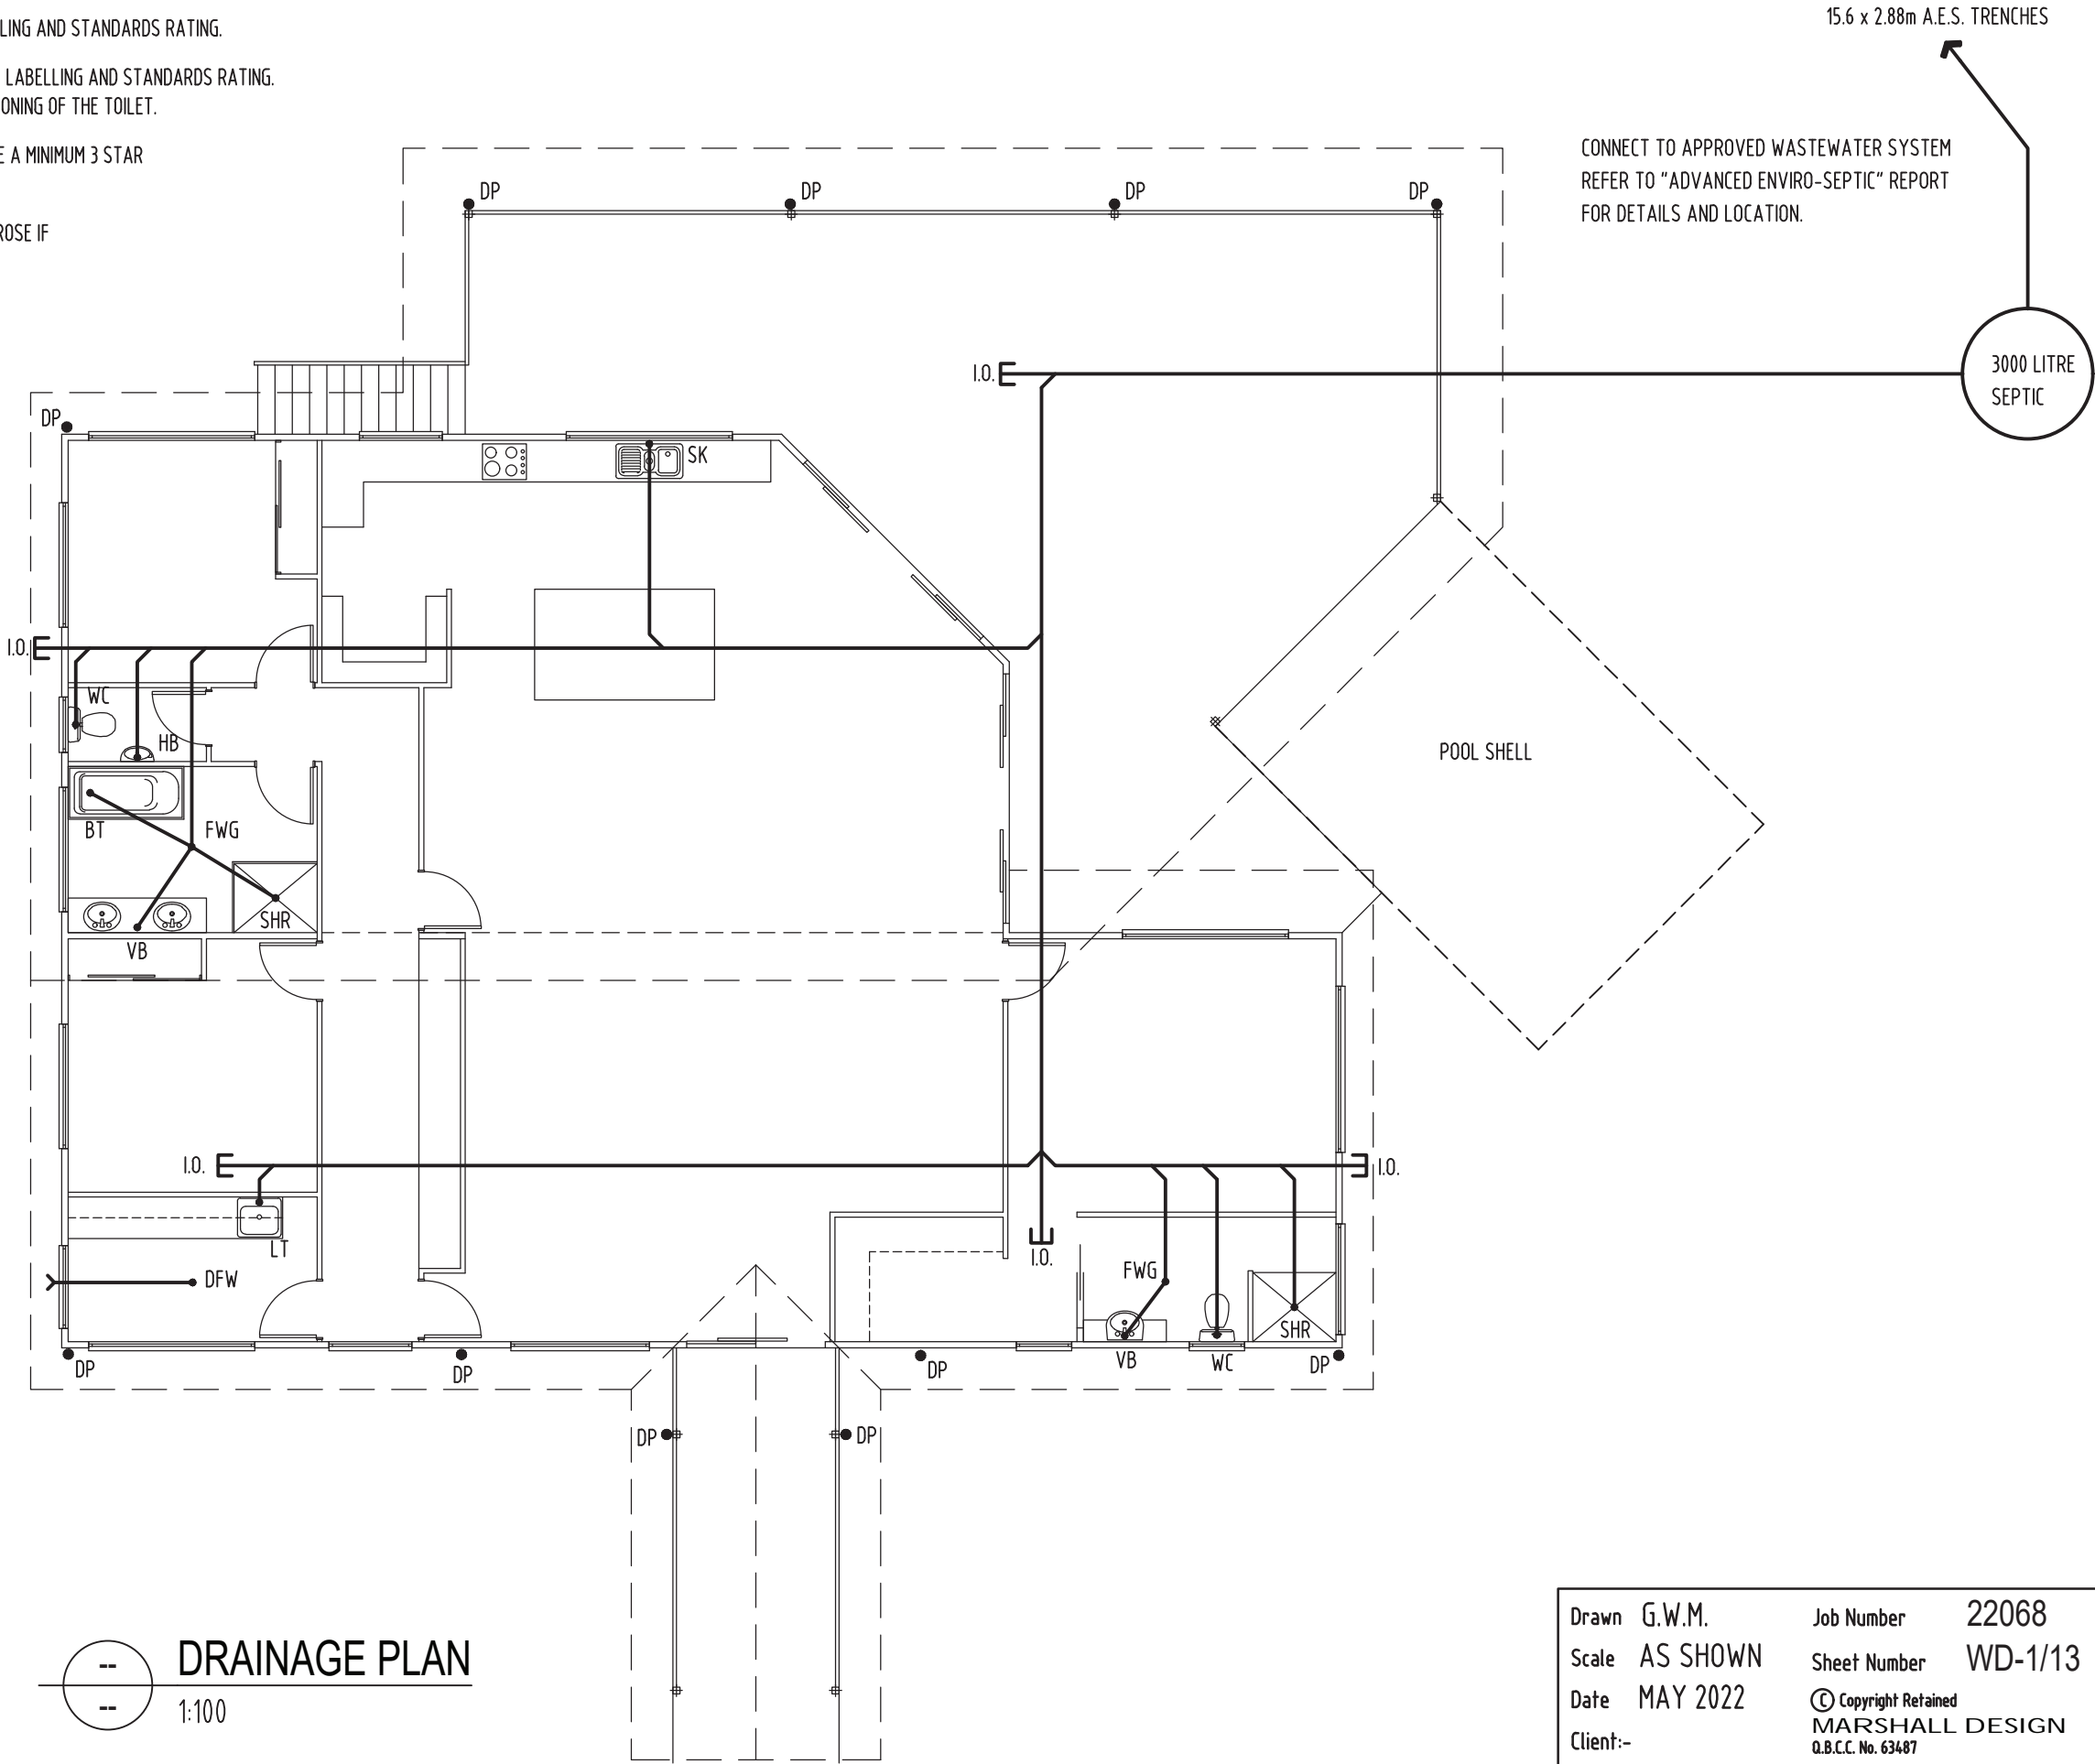 LING AND STANDARDS RATING.
LABELLING AND STANDARDS RATING.
ONING OF THE TOILET.
E A MINIMUM 3 STAR
ROSE IF
15.6 x 2.88m A.E.S. TRENCHES
CONNECT TO APPROVED WASTEWATER SYSTEM
REFER TO "ADVANCED ENVIRO-SEPTIC" REPORT
FOR DETAILS AND LOCATION.
DP
DP
DP
DP
I.O.
3000 LITRE
SEPTIC
DP
SK
I.O.
WC
HB
POOL SHELL
BT
FWG
SHR
VB
I.O.
I.O.
LT
I.O.
DFW
FWG
SHR
VB
WC
DP
DP
DP
DP
DP
DP
--
--
DRAINAGE PLAN
1:100
Drawn G.W.M.
Job Number 22068
Scale AS SHOWN
Sheet Number WD-1/13
Date MAY 2022
© Copyright Retained
MARSHALL DESIGN
Client:-
Q.B.C.C. No. 63487